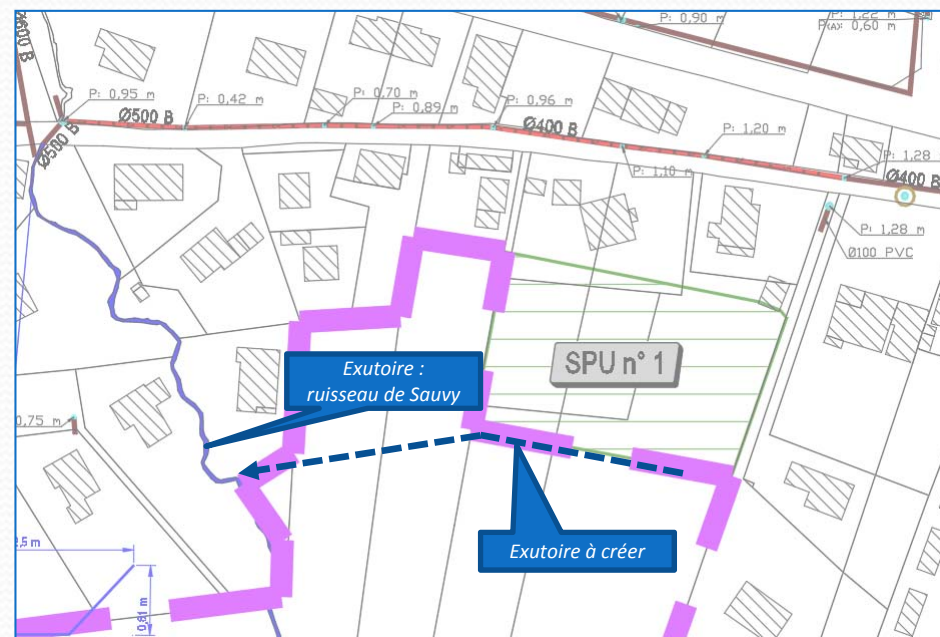 P: 0,90 m
P: 1,22 m
P(A): 0,60 m
P: 0,95 m
P: 0,42 m
P: 0,70 m
P: 0,89 m
P: 0,96 m
Ø500 B
Ø400 B
P: 1,20 m
Ø500 B
P: 1,10 m
P: 1,28 m
Ø400 B
P: 1,28 m
Ø100 PVC
SPU n° 1
Exutoire :
ruisseau de Sauvy
0,75 m
Exutoire à créer
2,5 m
0,81 m